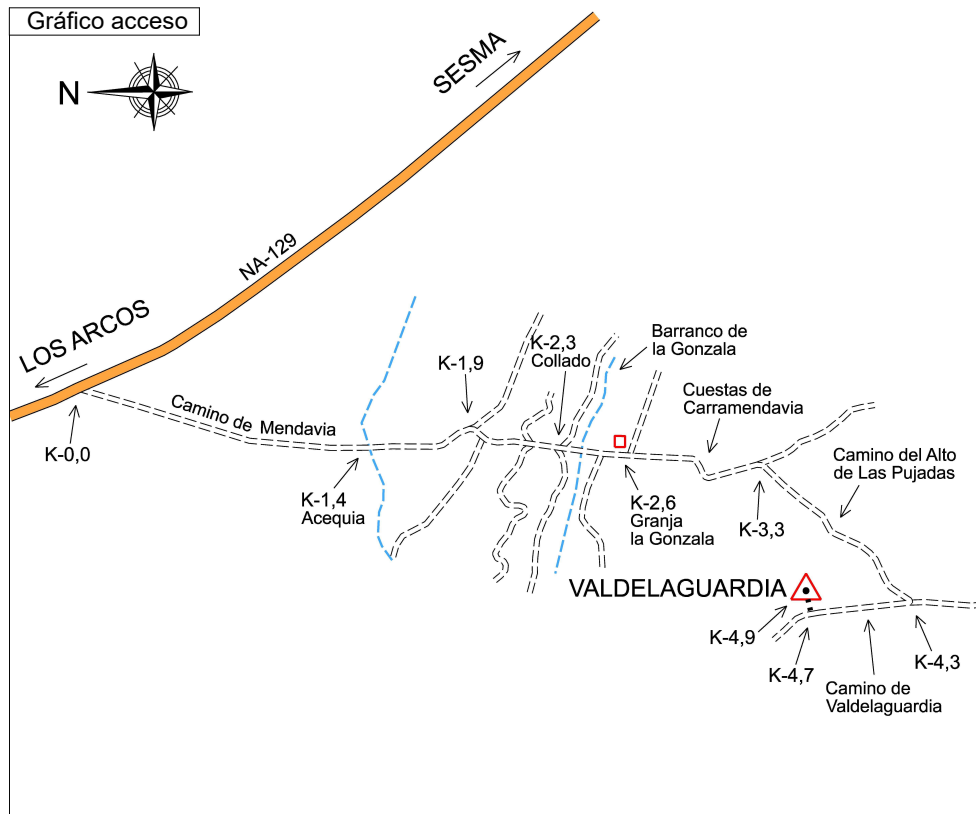 Gráfico acceso
N
SESMA
NA-129
LOS ARCOS
K-0,0
Camino de Mendavia
K-1,4
Acequia
K-1,9
K-2,3
Collado
Barranco de
la Gonzala
K-2,6
Granja
la Gonzala
Cuestas de
Carramendavia
K-3,3
Camino del Alto
de Las Pujadas
VALDELAGUARDIA
K-4,9
K-4,7
K-4,3
Camino de
Valdelaguardia